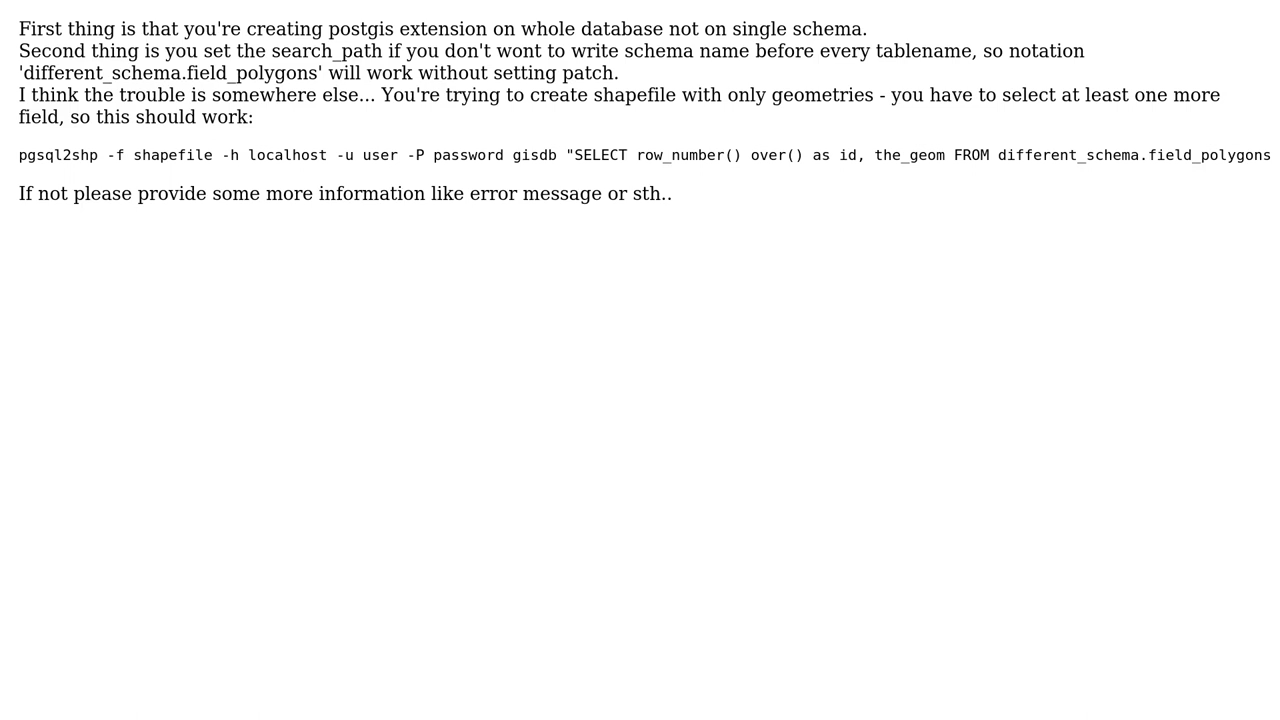 First thing is that you're creating postgis extension on whole database not on single schema.
Second thing is you set the search_path if you don't wont to write schema name before every tablename, so notation
'different_schema.field_polygons' will work without setting patch.
I think the trouble is somewhere else... You're trying to create shapefile with only geometries - you have to select at least one more
field, so this should work:
pgsql2shp -f shapefile -h localhost -u user -P password gisdb "SELECT row_number() over() as id, the_geom FROM different_schema.field_polygons
If not please provide some more information like error message or sth..